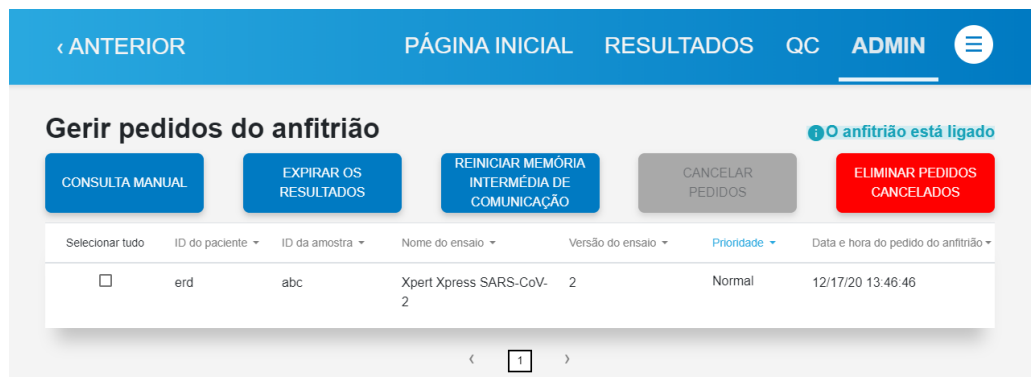 ‹ ANTERIOR PÁGINA INICIAL RESULTADOS QC ADMIN
Gerir pedidos do anfitrião
O anfitrião está ligado
CONSULTA MANUAL
EXPIRAR OS
RESULTADOS
REINICIAR MEMÓRIA
INTERMÉDIA DE
COMUNICAÇÃO
CANCELAR
PEDIDOS
ELIMINAR PEDIDOS
CANCELADOS
Selecionar tudo ID do paciente ID da amostra Nome do ensaio Versão do ensaio Prioridade Data e hora do pedido do anfitrião
erd abc Xpert Xpress SARS-CoV-
2 2 Normal 12/17/20 13:46:46
‹ 1 ›